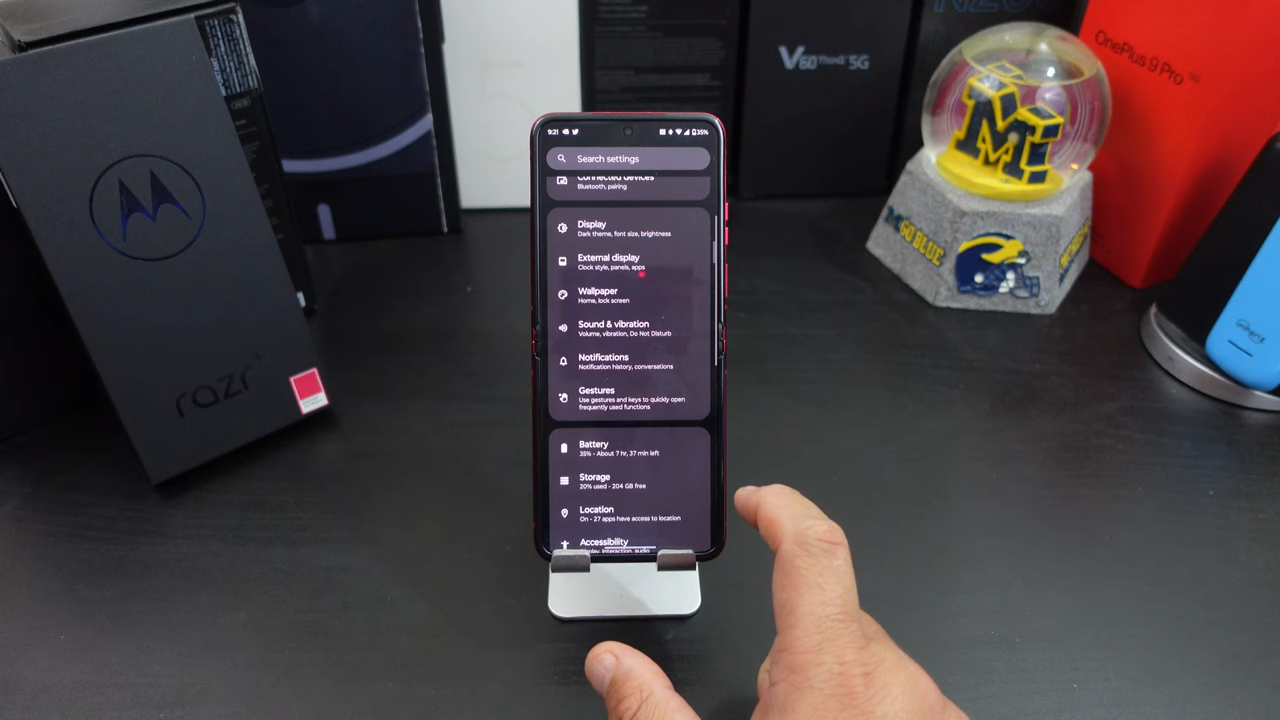 razr+
V60 ThinQ 5G
OnePlus 9 Pro 5G
M
GO BLUE
9:21
35%
Search settings
Connected devices
Bluetooth, pairing
Display
Dark theme, font size, brightness
External display
Clock style, panels, apps
Wallpaper
Home, lock screen
Sound & vibration
Volume, vibration, Do Not Disturb
Notifications
Notification history, conversations
Gestures
Use gestures and keys to quickly open
frequently used functions
Battery
35% - About 7 hr, 37 min left
Storage
20% used - 204 GB free
Location
On - 27 apps have access to location
Accessibility
Display, interaction, audio